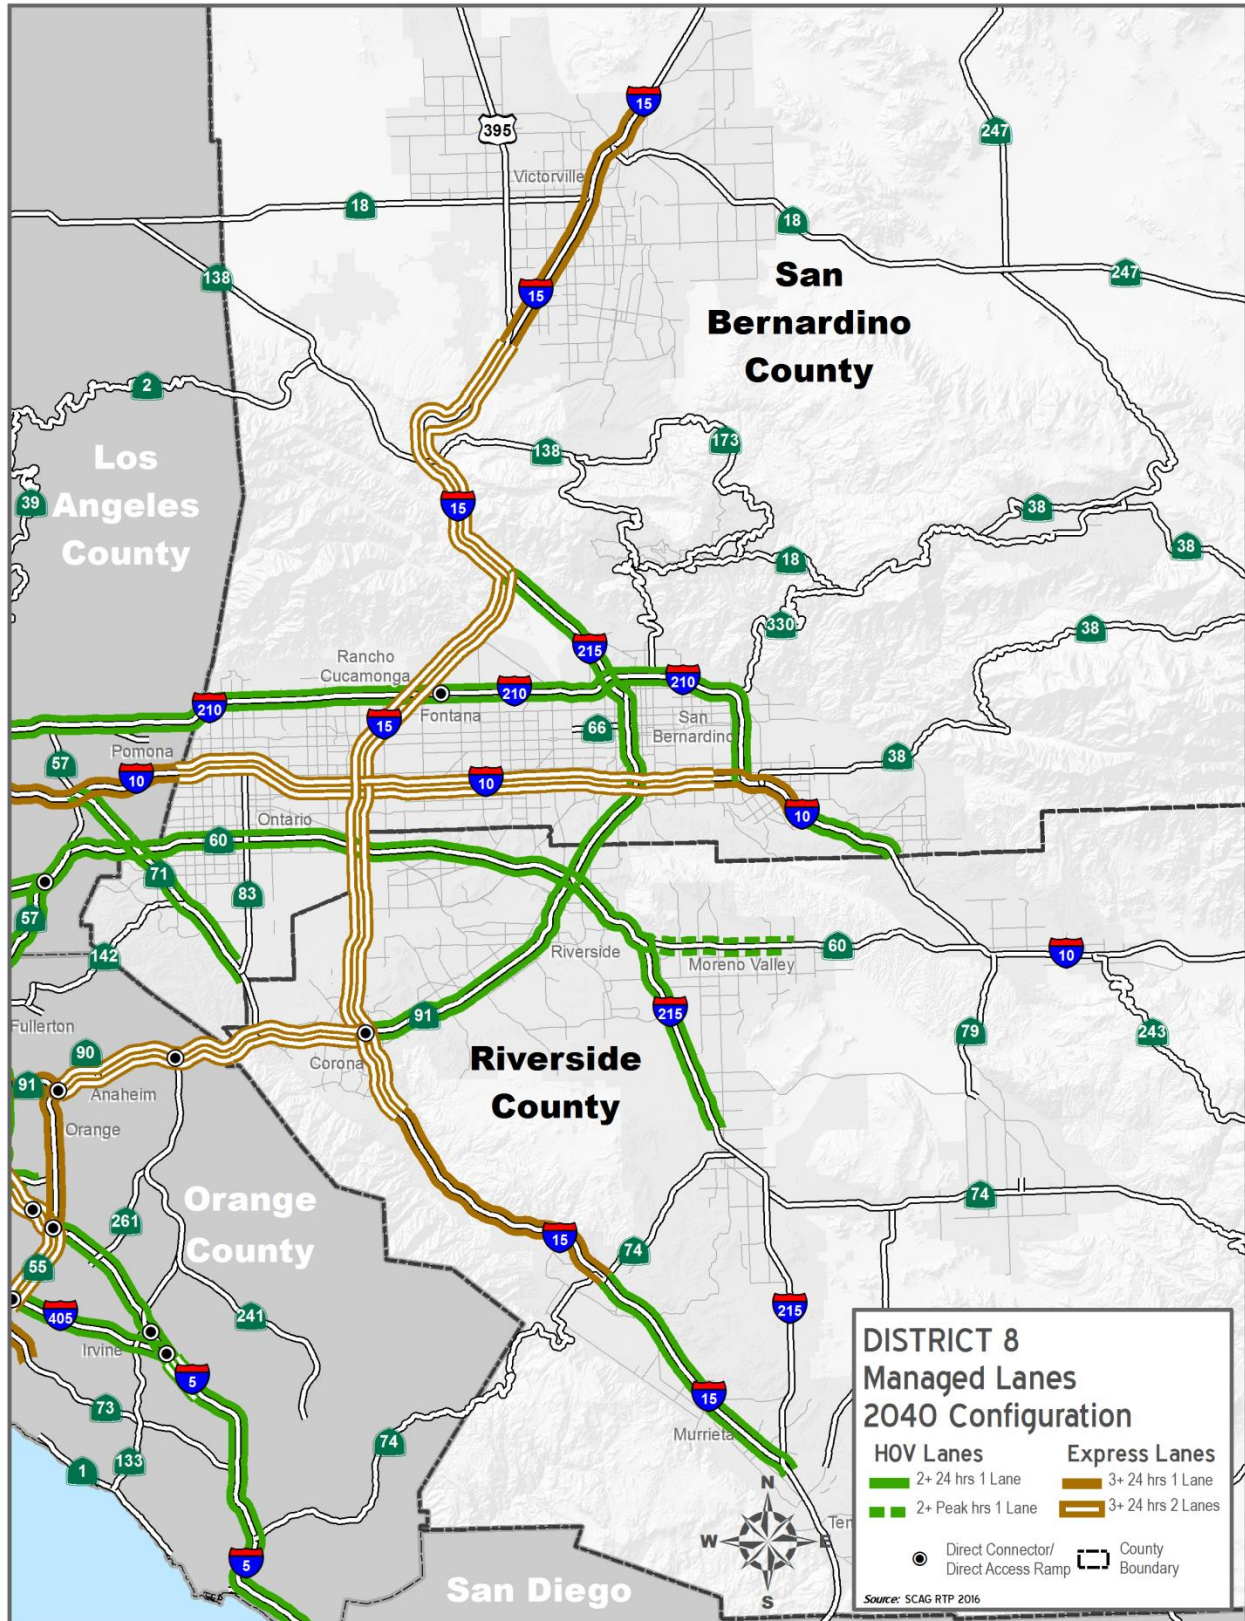 15
395
247
Victorville
18
18
138
15
San
Bernardino
County
247
2
Los
Angeles
County
39
138
173
15
38
18
38
330
38
215
Rancho
Cucamonga
210
210
210
15
Fontana
66
San
Bernardino
57
Pomona
10
10
38
10
Ontario
60
71
83
57
142
Riverside
Moreno Valley
60
10
215
91
79
243
Fullerton
90
Corona
Riverside
County
91
Anaheim
Orange
Orange
County
261
74
15
74
55
241
405
Irvine
5
215
73
15
Murrieta
74
133
1
5
San Diego
N
W
E
S
Ten
DISTRICT 8
Managed Lanes
2040 Configuration
HOV Lanes
Express Lanes
2+ 24 hrs 1 Lane
3+ 24 hrs 1 Lane
2+ Peak hrs 1 Lane
3+ 24 hrs 2 Lanes
Direct Connector/
Direct Access Ramp
County
Boundary
Source: SCAG RTP 2016